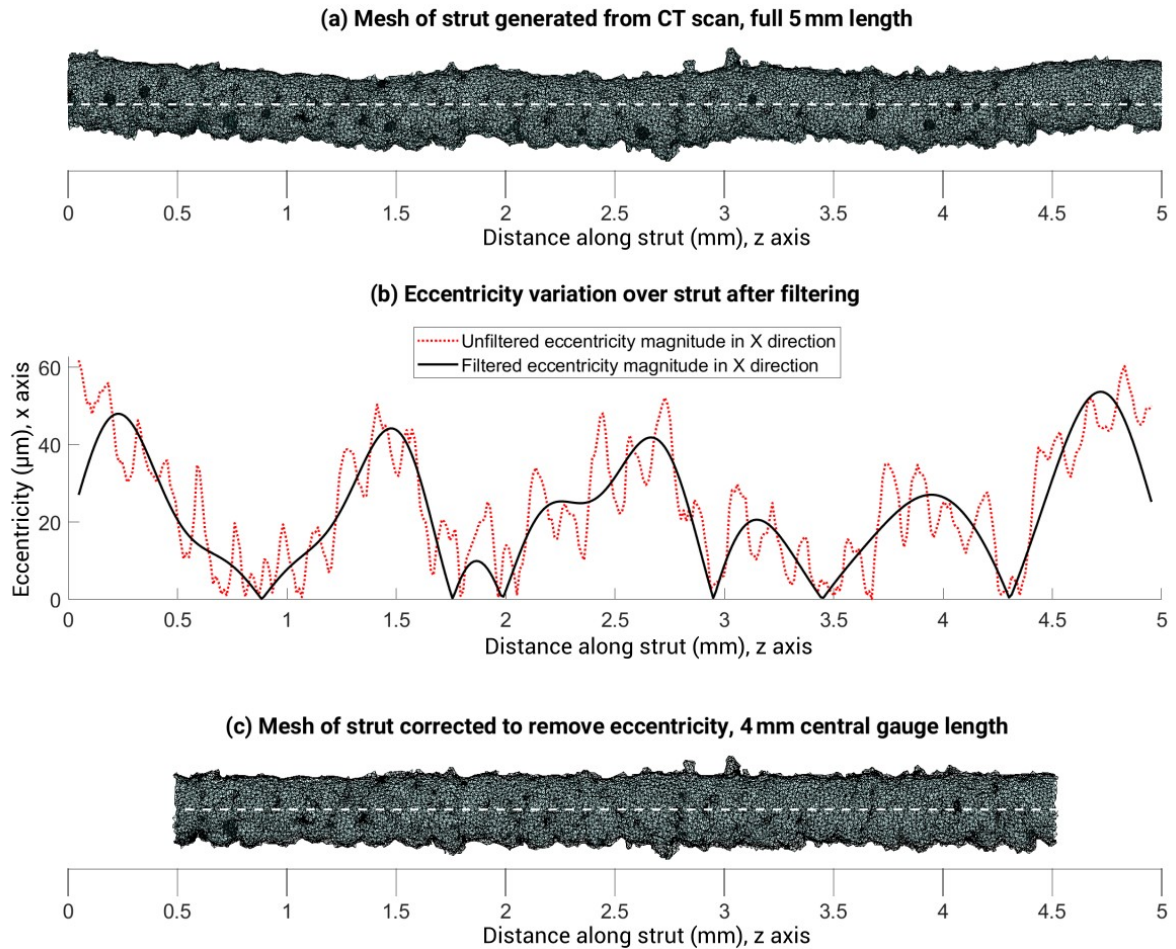 (a) Mesh of strut generated from CT scan, full 5 mm length
0 0.5 1 1.5 2 2.5 3 3.5 4 4.5 5
Distance along strut (mm), z axis
(b) Eccentricity variation over strut after filtering
Unfiltered eccentricity magnitude in X direction
Filtered eccentricity magnitude in X direction
Eccentricity (μm), x axis
60
40
20
0
0 0.5 1 1.5 2 2.5 3 3.5 4 4.5 5
Distance along strut (mm), z axis
(c) Mesh of strut corrected to remove eccentricity, 4 mm central gauge length
0 0.5 1 1.5 2 2.5 3 3.5 4 4.5 5
Distance along strut (mm), z axis